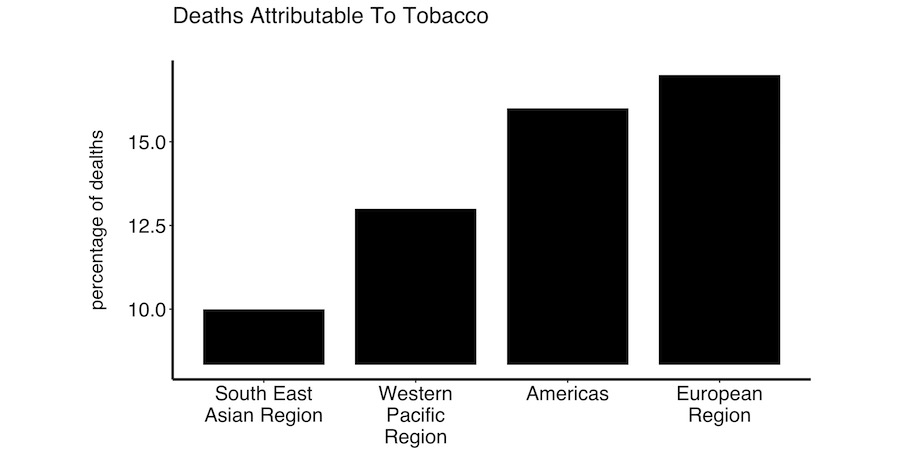 Deaths Attributable To Tobacco
percentage of dealths
15.0
12.5
10.0
South East
Asian Region
Western
Pacific
Region
Americas
European
Region